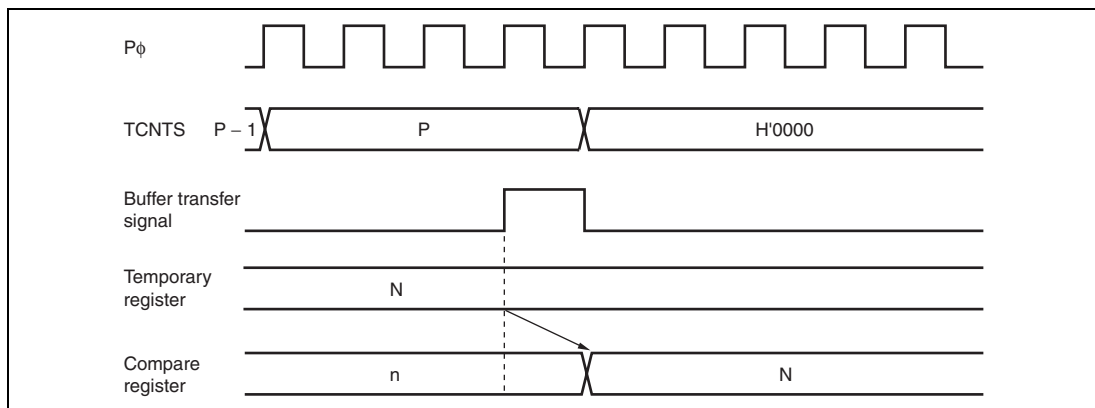 Pφ
TCNTS P – 1 P H'0000
Buffer transfer
signal
Temporary
register
N
Compare
register
n N